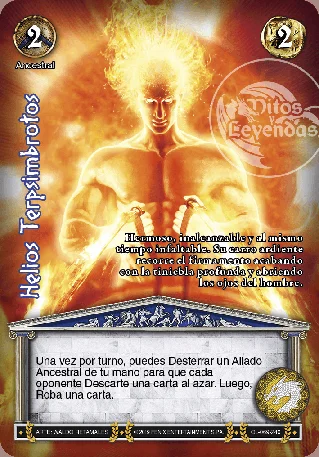 2
2
Ancestral
Mitos y
Leyendas
Helios Terpsimbrotos
Hermoso, inalcanzable y al mismo
tiempo infaltable. Su carro ardiente
recorre el firmamento acabando
con la tiniebla profunda y abriendo
los ojos del hombre.
Una vez por turno, puedes Desterrar un Aliado
Ancestral de tu mano para que cada
oponente Descarte una carta al azar. Luego,
Roba una carta.